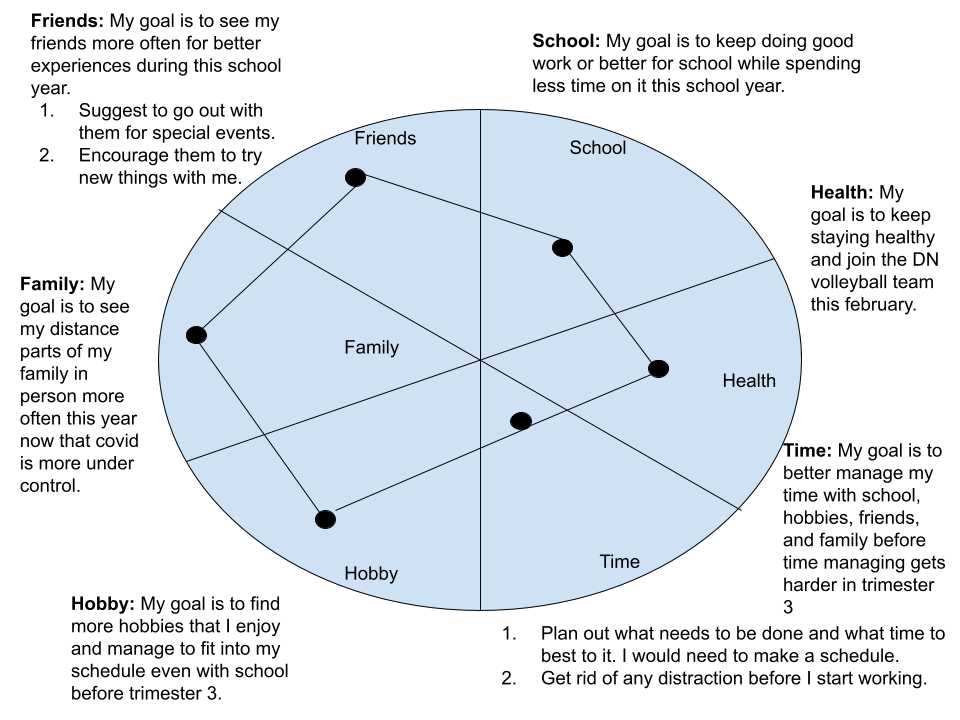 Friends: My goal is to see my
friends more often for better
experiences during this school
year.
1. Suggest to go out with
them for special events.
2. Encourage them to try
new things with me.
School: My goal is to keep doing good
work or better for school while spending
less time on it this school year.
Friends
School
Health: My
goal is to keep
staying healthy
and join the DN
volleyball team
this february.
Family: My
goal is to see
my distance
parts of my
family in
person more
often this year
now that covid
is more under
control.
Family
Health
Time: My goal is to
better manage my
time with school,
hobbies, friends,
and family before
time managing gets
harder in trimester
3
Hobby
Time
Hobby: My goal is to find
more hobbies that I enjoy
and manage to fit into my
schedule even with school
before trimester 3.
1. Plan out what needs to be done and what time to
best to it. I would need to make a schedule.
2. Get rid of any distraction before I start working.